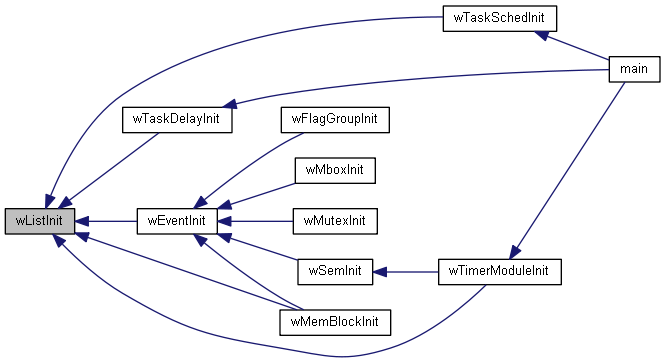 wTaskSchedInit
main
wTaskDelayInit
wFlagGroupInit
wMboxInit
wListInit
wEventInit
wMutexInit
wSemInit
wTimerModuleInit
wMemBlockInit